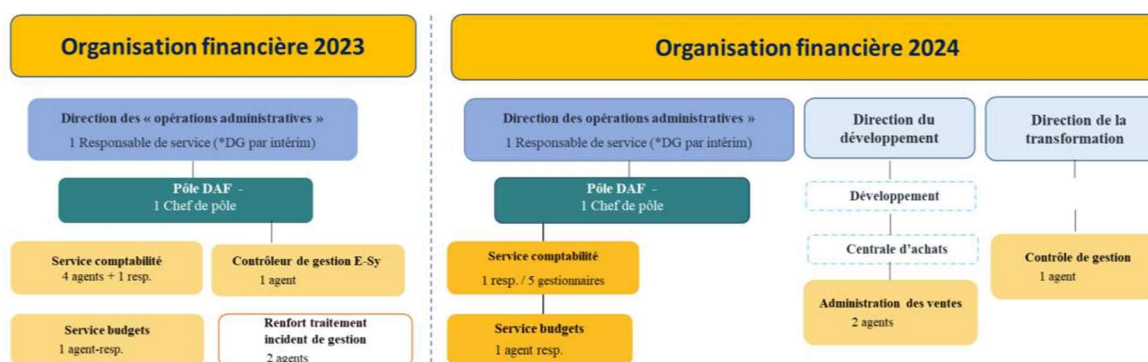 Organisation financière 2023
Direction des « opérations administratives »
1 Responsable de service (*DG par intérim)
Pôle DAF -
1 Chef de pôle
Service comptabilité
4 agents + 1 resp.
Contrôleur de gestion E-Sy
1 agent
Service budgets
1 agent-resp.
Renfort traitement
incident de gestion
2 agents
Organisation financière 2024
Direction des opérations administratives »
1 Responsable de service (*DG par intérim)
Pôle DAF -
1 Chef de pôle
Service comptabilité
1 resp. / 5 gestionnaires
Service budgets
1 agent resp.
Direction du
développement
Développement
Centrale d'achats
Administration des ventes
2 agents
Direction de la
transformation
Contrôle de gestion
1 agent